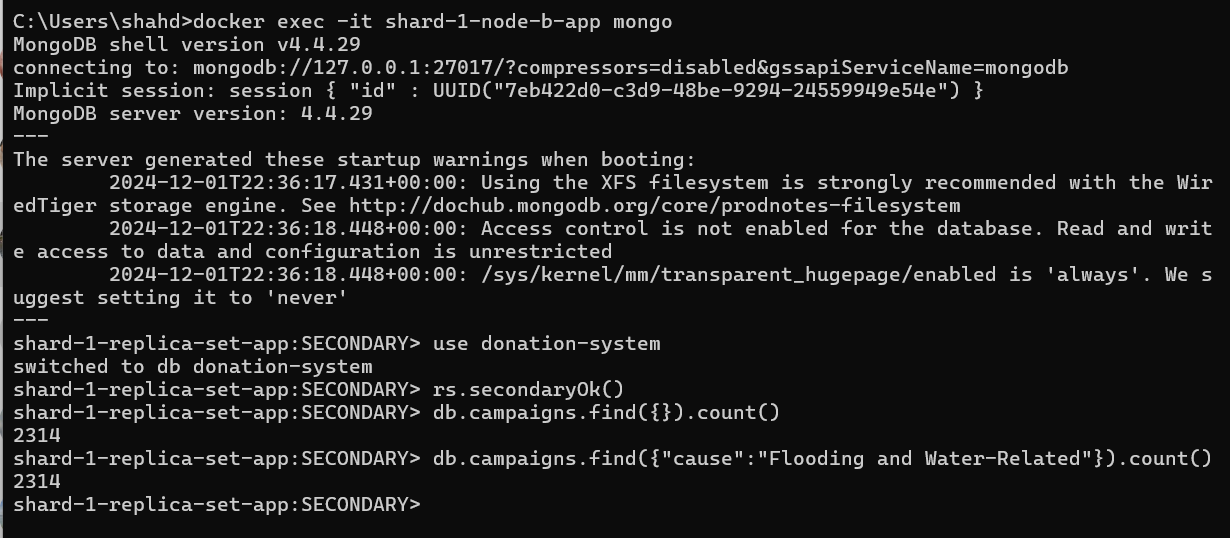 C:\Users\shahd>docker exec -it shard-1-node-b-app mongo
MongoDB shell version v4.4.29
connecting to: mongodb://127.0.0.1:27017/?compressors=disabled&gssapiServiceName=mongodb
Implicit session: session { "id" : UUID("7eb422d0-c3d9-48be-9294-24559949e54e") }
MongoDB server version: 4.4.29
---
The server generated these startup warnings when booting:
        2024-12-01T22:36:17.431+00:00: Using the XFS filesystem is strongly recommended with the Wir
edTiger storage engine. See http://dochub.mongodb.org/core/prodnotes-filesystem
        2024-12-01T22:36:18.448+00:00: Access control is not enabled for the database. Read and writ
e access to data and configuration is unrestricted
        2024-12-01T22:36:18.448+00:00: /sys/kernel/mm/transparent_hugepage/enabled is 'always'. We s
uggest setting it to 'never'
---
shard-1-replica-set-app:SECONDARY> use donation-system
switched to db donation-system
shard-1-replica-set-app:SECONDARY> rs.secondaryOk()
shard-1-replica-set-app:SECONDARY> db.campaigns.find({}).count()
2314
shard-1-replica-set-app:SECONDARY> db.campaigns.find({"cause":"Flooding and Water-Related"}).count()
2314
shard-1-replica-set-app:SECONDARY>